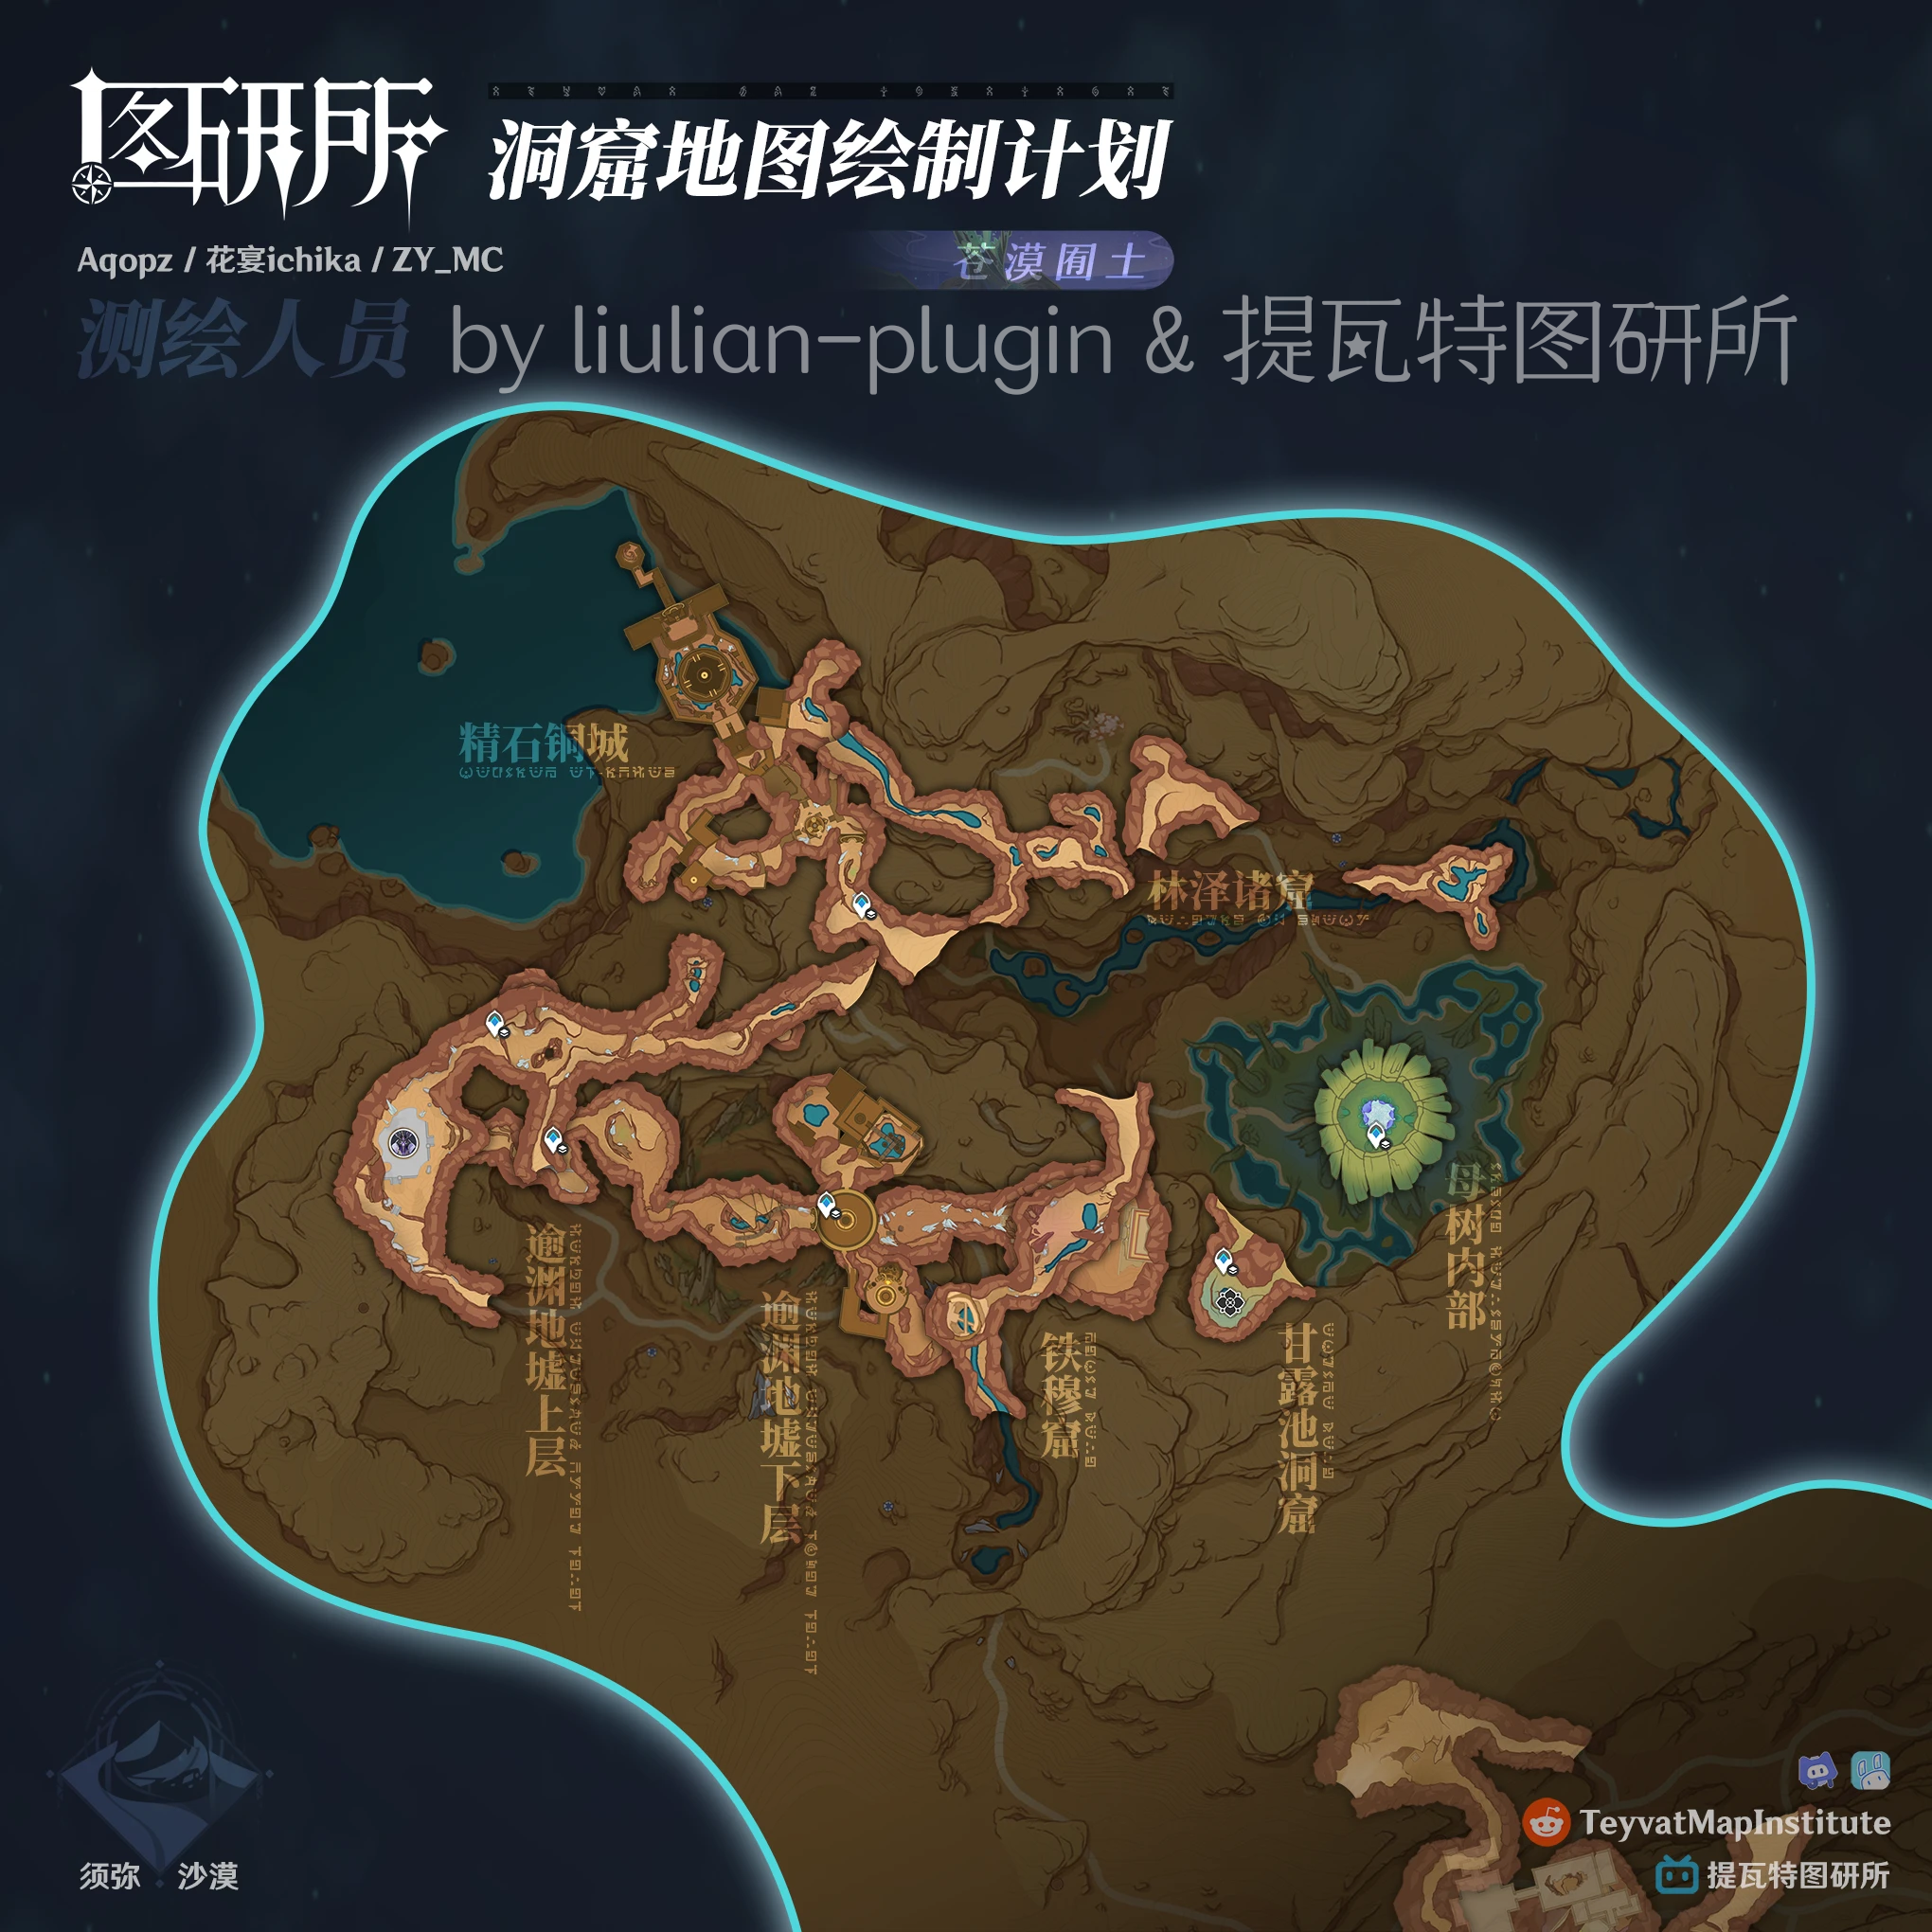 图研所
洞窟地图绘制计划
苍漠囿土
Aqopz / 花宴ichika / ZY_MC
测绘人员
by liulian-plugin & 提瓦特图研所
精石铜城
林泽诸窟
母树内部
逾渊地墟上层
逾渊地墟下层
铁穆窟
甘露池洞窟
须弥 沙漠
TeyvatMapInstitute
提瓦特图研所